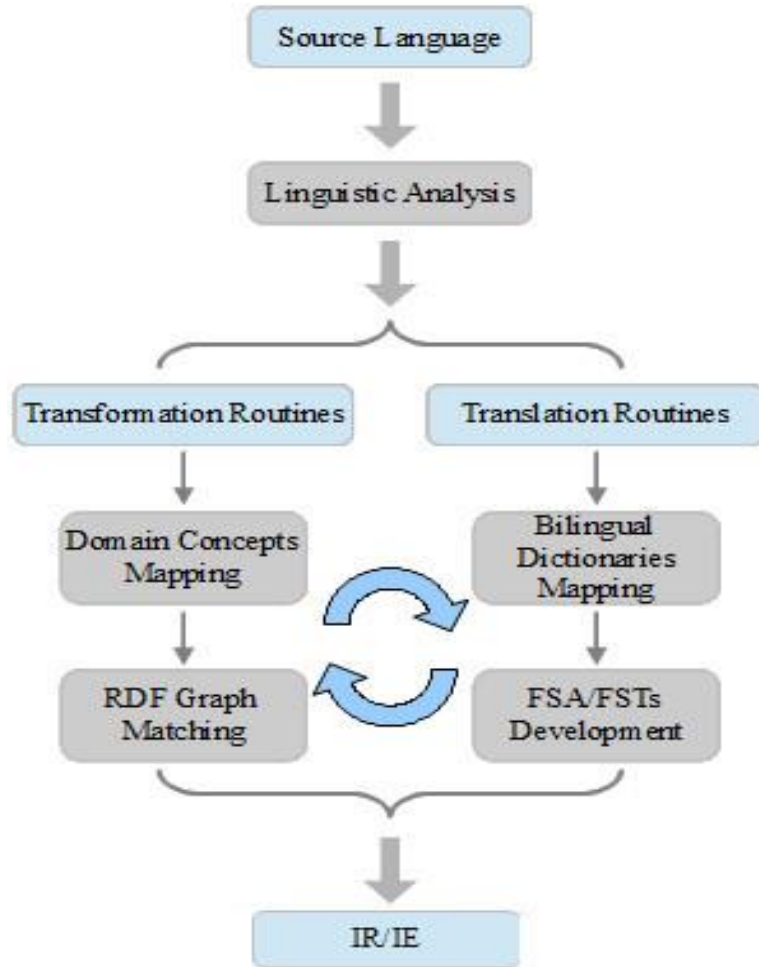 Source Language
Linguistic Analysis
Transformation Routines
Translation Routines
Domain Concepts
Mapping
Bilingual
Dictionaries
Mapping
RDF Graph
Matching
FSA/FSTs
Development
IR/IE